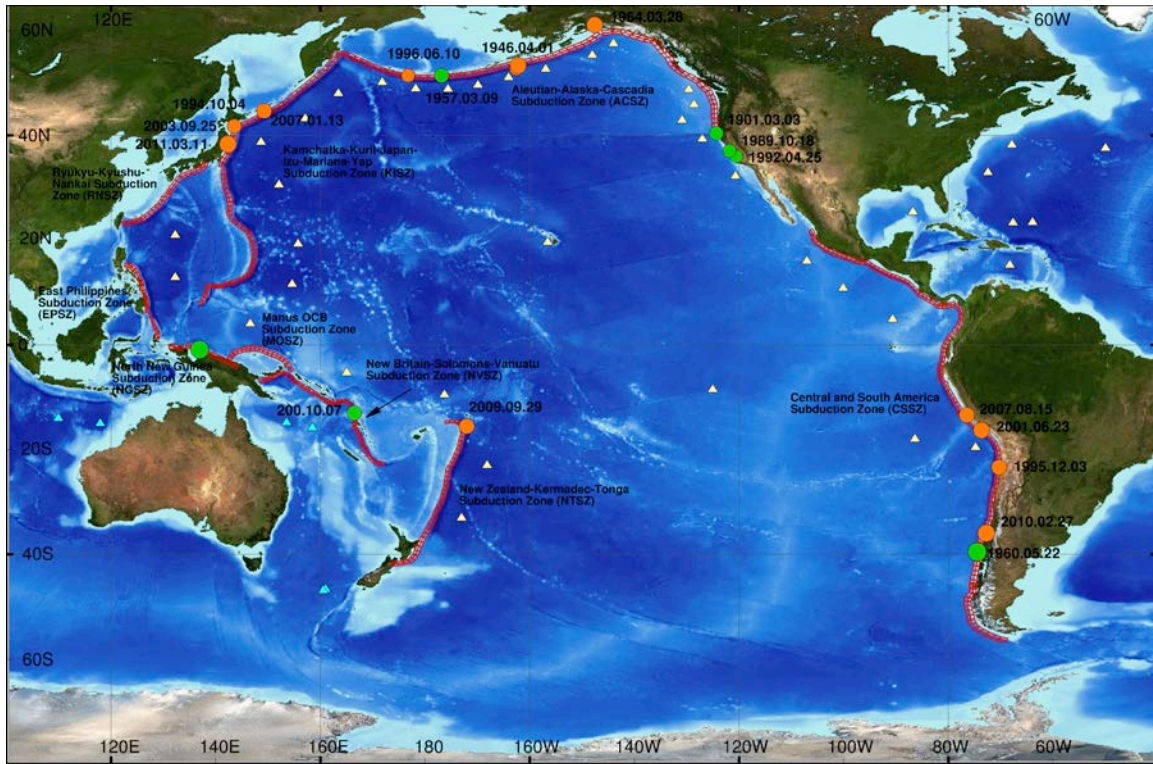 120E
60W
60N
1964.03.28
1996.06.10
1946.04.01
1957.03.09
Aleutian-Alaska-Cascadia
Subduction Zone (ACSZ)
1994.10.04
2003.09.25
2007.01.13
2011.03.11
40N
1901.03.03
1989.10.18
1992.04.25
Kamchatka-Kuril-Japan-
Izu-Mariana-Yap
Subduction Zone (KISZ)
Ryukyu-Kyushu-
Nankai Subduction
Zone (RNSZ)
20N
East Philippines
Subduction Zone
(EPSZ)
Manus OCB
Subduction Zone
(MOSZ)
0
North New Guinea
Subduction Zone
(NGSZ)
New Britain-Solomons-Vanuatu
Subduction Zone (NVSZ)
200.10.07
2009.09.29
Central and South America
Subduction Zone (CSSZ)
2007.08.15
2001.06.23
20S
1995.12.03
New Zealand-Kermadec-Tonga
Subduction Zone (NTSZ)
2010.02.27
40S
1960.05.22
60S
120E
140E
160E
180
160W
140W
120W
100W
80W
60W